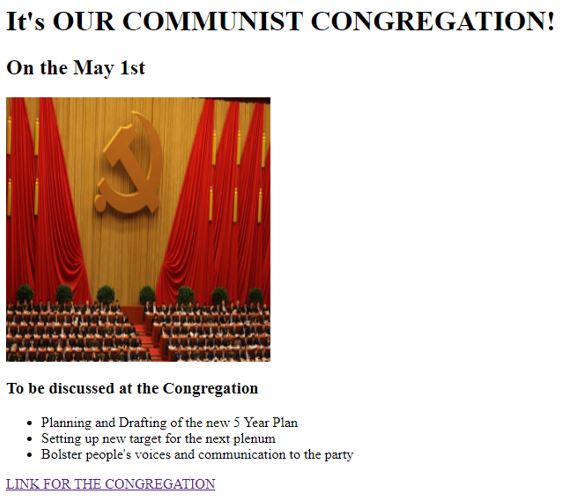 It's OUR COMMUNIST CONGREGATION!
On the May 1st
To be discussed at the Congregation
Planning and Drafting of the new 5 Year Plan
Setting up new target for the next plenum
Bolster people's voices and communication to the party
LINK FOR THE CONGREGATION